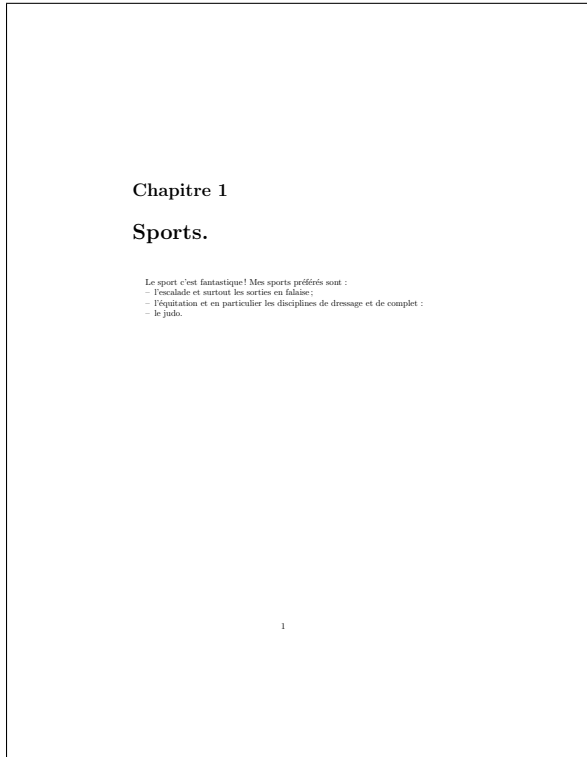 Chapitre 1
Sports.
Le sport c'est fantastique ! Mes sports préférés sont :
– l'escalade et surtout les sorties en falaise ;
– l'équitation et en particulier les disciplines de dressage et de complet :
– le judo.
1